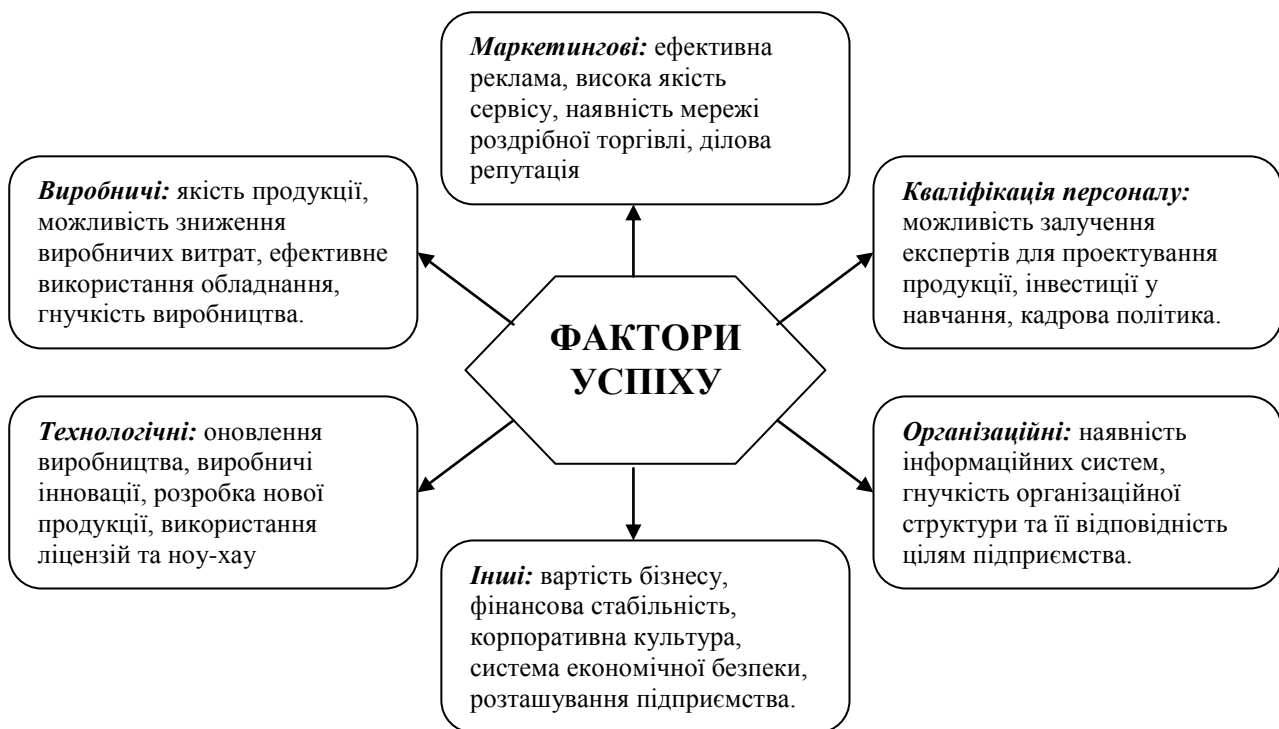 Маркетингові: ефективна
реклама, висока якість
сервісу, наявність мережі
роздрібної торгівлі, ділова
репутація
Виробничі: якість продукції,
можливість зниження
виробничих витрат, ефективне
використання обладнання,
гнучкість виробництва.
Кваліфікація персоналу:
можливість залучення
експертів для проектування
продукції, інвестиції у
навчання, кадрова політика.
ФАКТОРИ
УСПІХУ
Технологічні: оновлення
виробництва, виробничі
інновації, розробка нової
продукції, використання
ліцензій та ноу-хау
Організаційні: наявність
інформаційних систем,
гнучкість організаційної
структури та її відповідність
цілям підприємства.
Інші: вартість бізнесу,
фінансова стабільність,
корпоративна культура,
система економічної безпеки,
розташування підприємства.